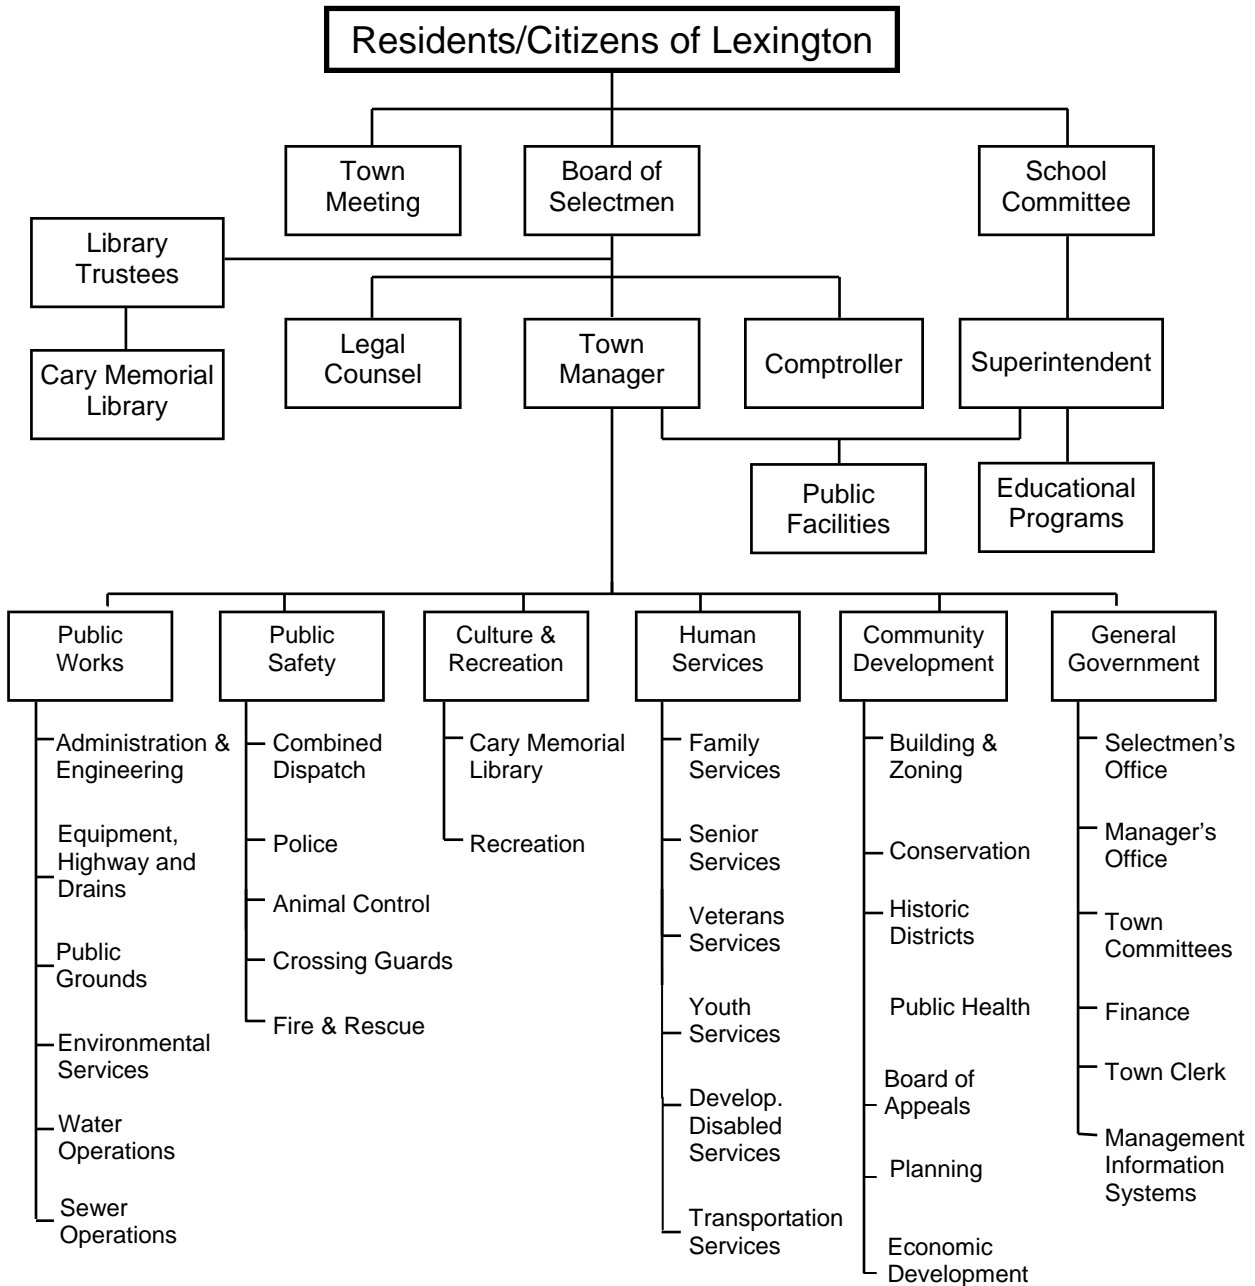 Residents/Citizens of Lexington
Town
Meeting
Board of
Selectmen
School
Committee
Library
Trustees
Cary Memorial
Library
Legal
Counsel
Town
Manager
Comptroller
Superintendent
Public
Facilities
Educational
Programs
Public
Works
Administration &
Engineering
Equipment,
Highway and
Drains
Public
Grounds
Environmental
Services
Water
Operations
Sewer
Operations
Public
Safety
Combined
Dispatch
Police
Animal Control
Crossing Guards
Fire & Rescue
Culture &
Recreation
Cary Memorial
Library
Recreation
Human
Services
Family
Services
Senior
Services
Veterans
Services
Youth
Services
Develop.
Disabled
Services
Transportation
Services
Community
Development
Building &
Zoning
Conservation
Historic
Districts
Public Health
Board of
Appeals
Planning
Economic
Development
General
Government
Selectmen's
Office
Manager's
Office
Town
Committees
Finance
Town Clerk
Management
Information
Systems